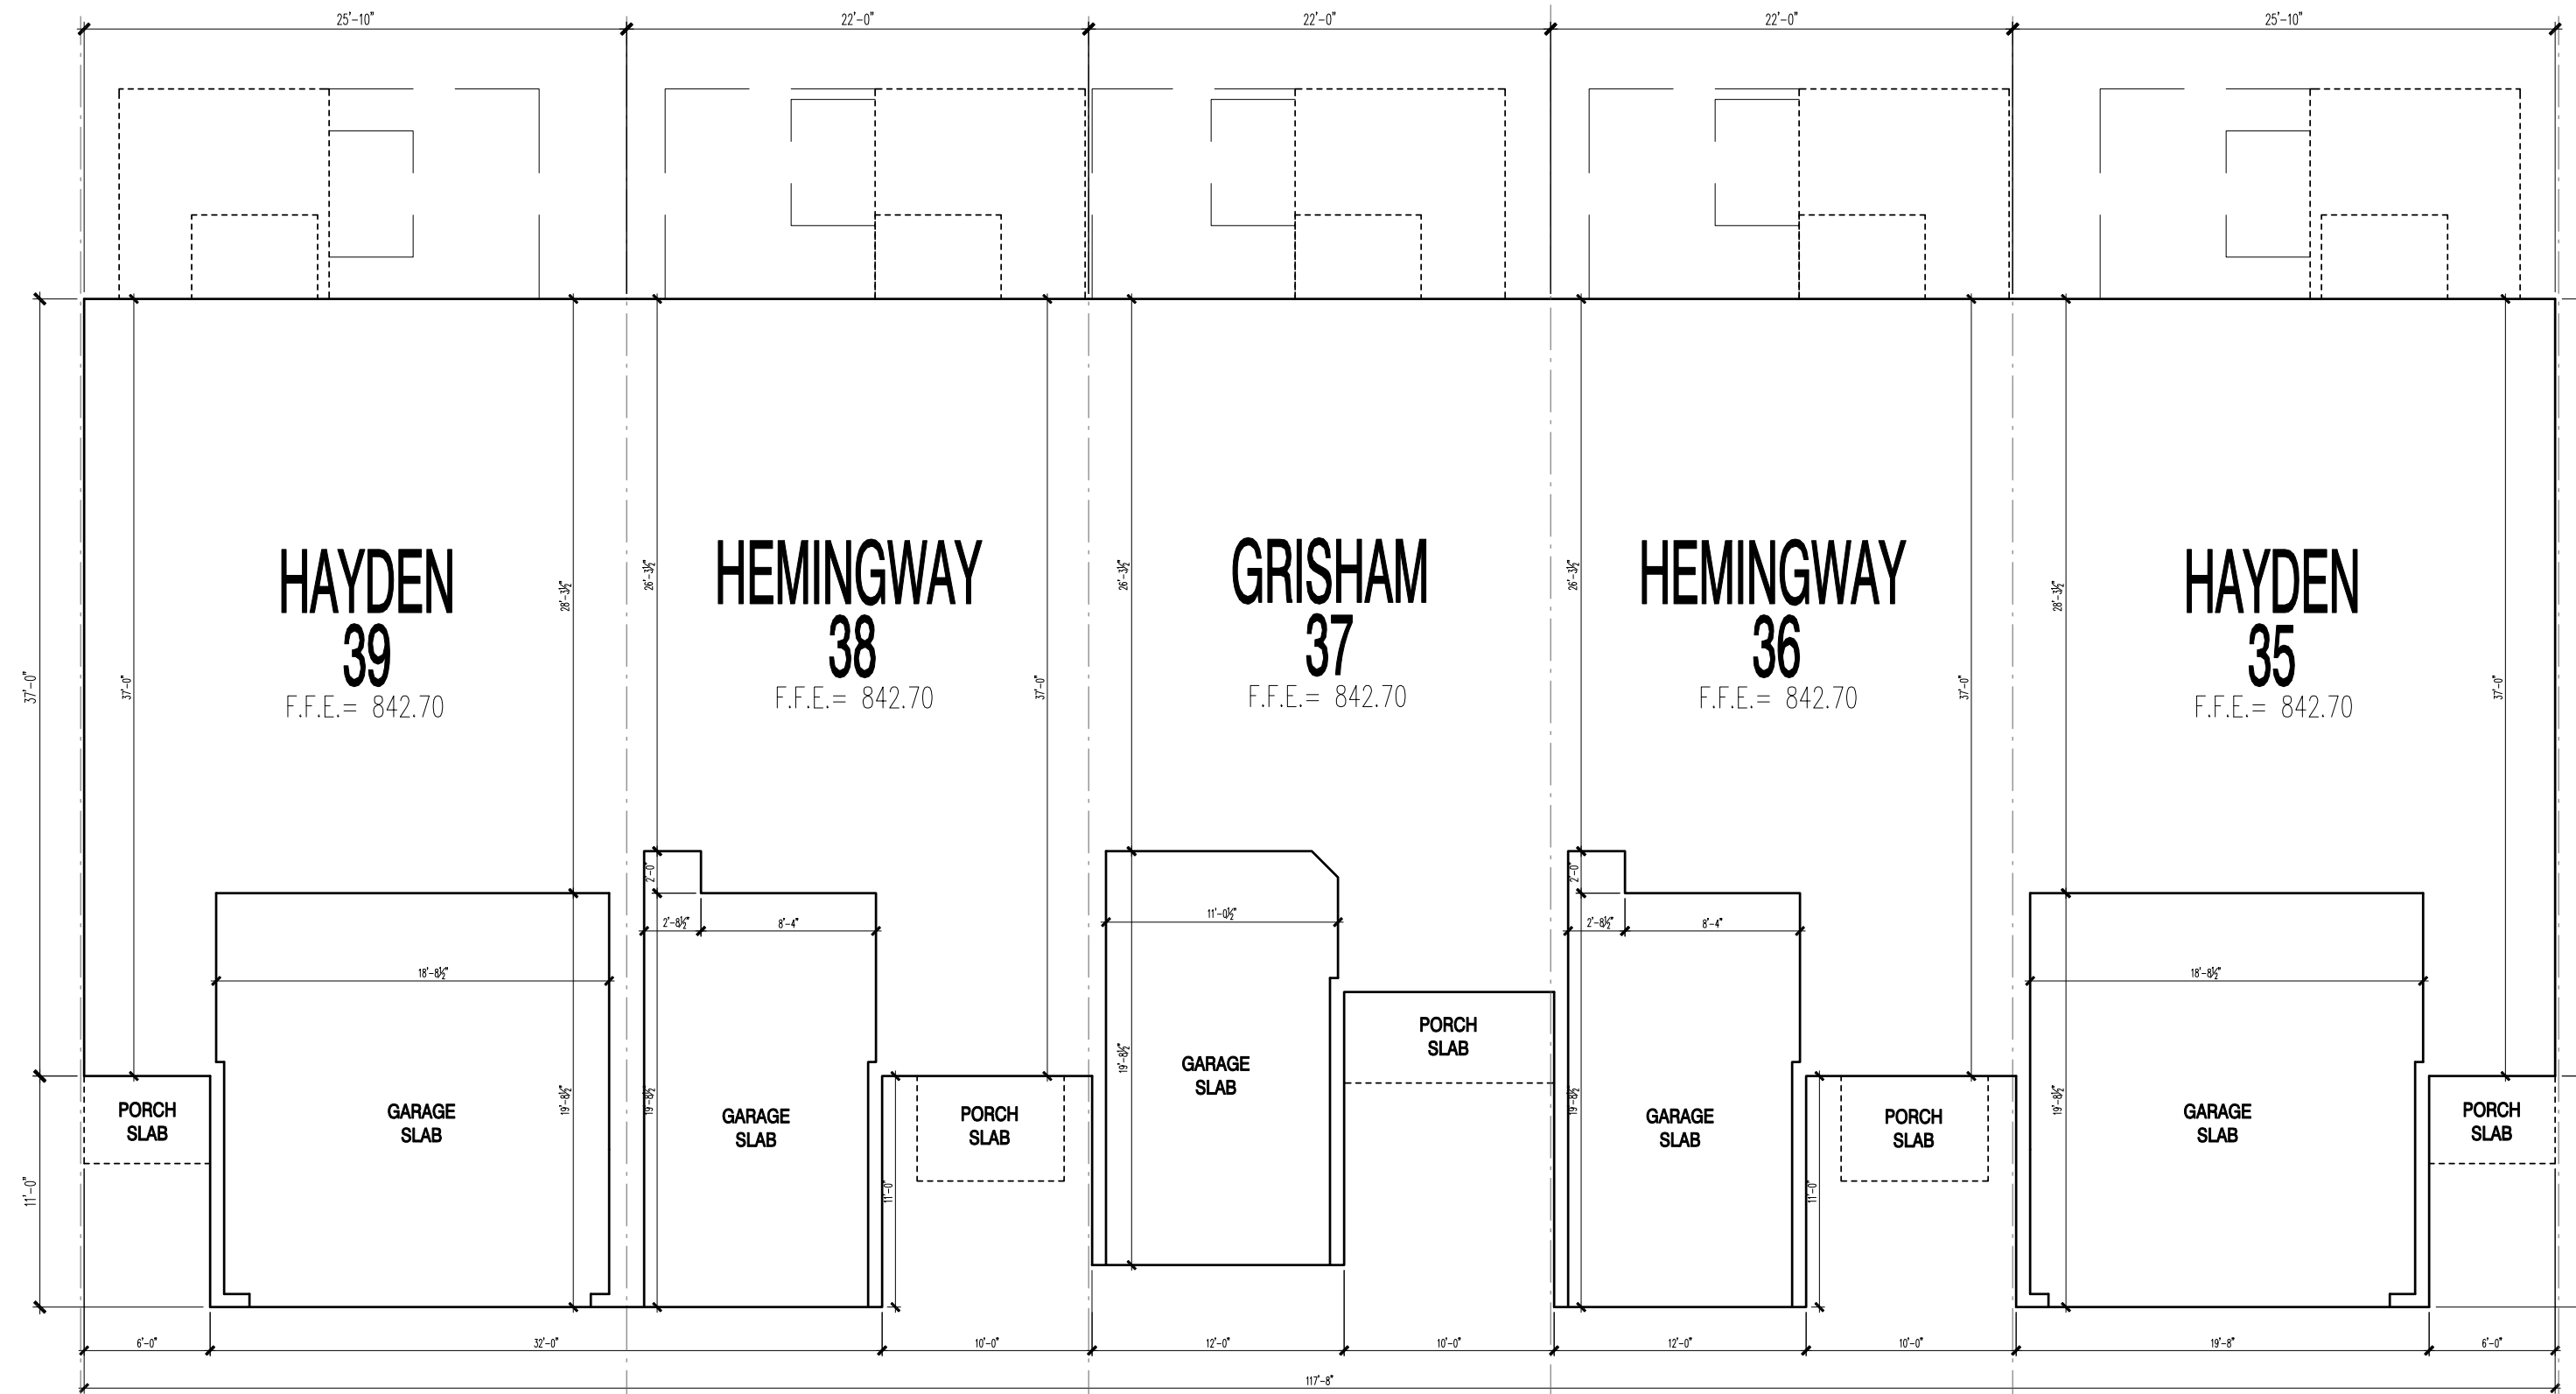 25'-10" 22'-0" 22'-0" 22'-0" 25'-10"
HAYDEN
39
F.F.E.= 842.70
HEMINGWAY
38
F.F.E.= 842.70
GRISHAM
37
F.F.E.= 842.70
HEMINGWAY
36
F.F.E.= 842.70
HAYDEN
35
F.F.E.= 842.70
37'-0"
37'-0"
28'-3½"
26'-3½"
37'-0"
26'-3½"
26'-3½"
37'-0"
28'-3½"
37'-0"
2'-0"
2'-0"
2'-8½" 8'-4"
11'-0½"
2'-8½" 8'-4"
18'-8½"
18'-8½"
PORCH
SLAB
GARAGE
SLAB
19'-8½"
19'-8½"
GARAGE
SLAB
PORCH
SLAB
19'-8½"
GARAGE
SLAB
PORCH
SLAB
19'-8½"
GARAGE
SLAB
PORCH
SLAB
19'-8½"
GARAGE
SLAB
PORCH
SLAB
11'-0"
11'-0"
11'-0"
6'-0" 32'-0" 10'-0" 12'-0" 10'-0" 12'-0" 10'-0" 19'-8" 6'-0"
117'-8"